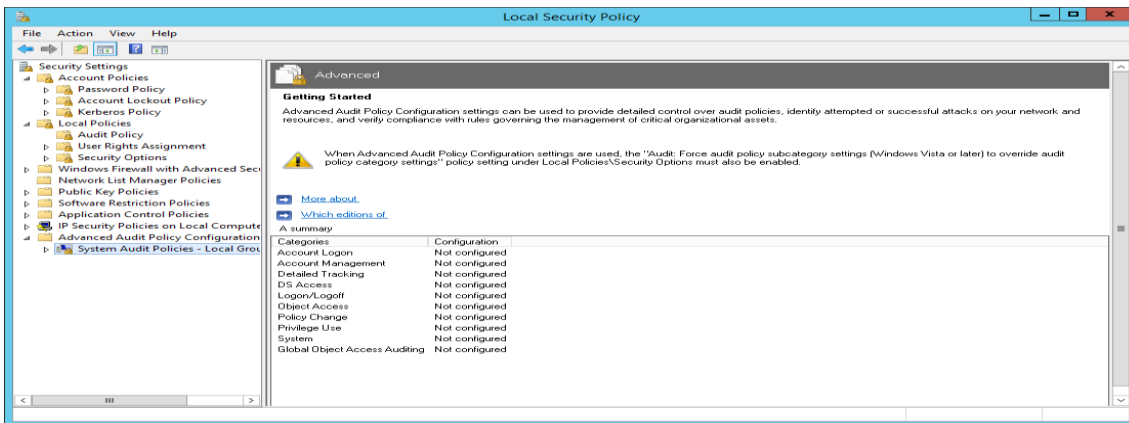 Local Security Policy
File Action View Help
Security Settings
Account Policies
Password Policy
Account Lockout Policy
Kerberos Policy
Local Policies
Audit Policy
User Rights Assignment
Security Options
Windows Firewall with Advanced Secu
Network List Manager Policies
Public Key Policies
Software Restriction Policies
Application Control Policies
IP Security Policies on Local Compute
Advanced Audit Policy Configuration
System Audit Policies - Local Grou
Advanced
Getting Started
Advanced Audit Policy Configuration settings can be used to provide detailed control over audit policies, identify attempted or successful attacks on your network and
resources, and verify compliance with rules governing the management of critical organizational assets.
When Advanced Audit Policy Configuration settings are used, the "Audit: Force audit policy subcategory settings (Windows Vista or later) to override audit
policy category settings" policy setting under Local Policies\Security Options must also be enabled.
More about
Which editions of
A summary
Categories Configuration
Account Logon Not configured
Account Management Not configured
Detailed Tracking Not configured
DS Access Not configured
Logon/Logoff Not configured
Object Access Not configured
Policy Change Not configured
Privilege Use Not configured
System Not configured
Global Object Access Auditing Not configured